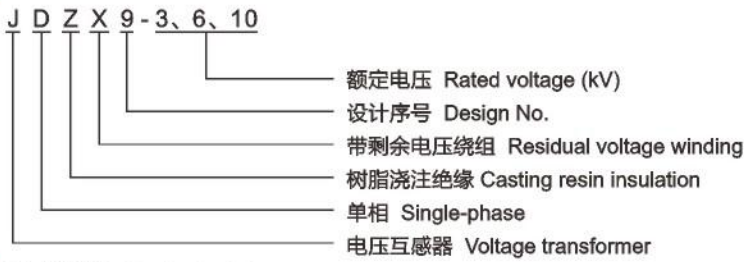 J D Z X 9 - 3、6、10
额定电压 Rated voltage (kV)
设计序号 Design No.
带剩余电压绕组 Residual voltage winding
树脂浇注绝缘 Casting resin insulation
单相 Single-phase
电压互感器 Voltage transformer